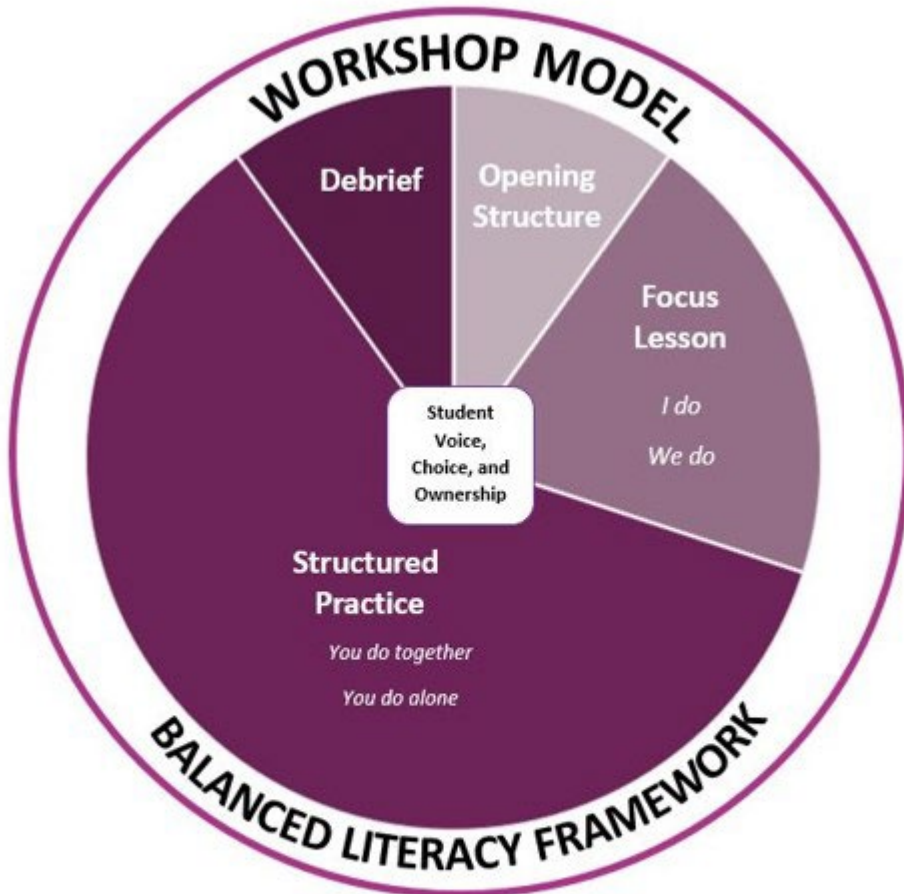 WORKSHOP MODEL
Debrief
Opening
Structure
Focus
Lesson
I do
We do
Student
Voice,
Choice, and
Ownership
Structured
Practice
You do together
You do alone
BALANCED LITERACY FRAMEWORK